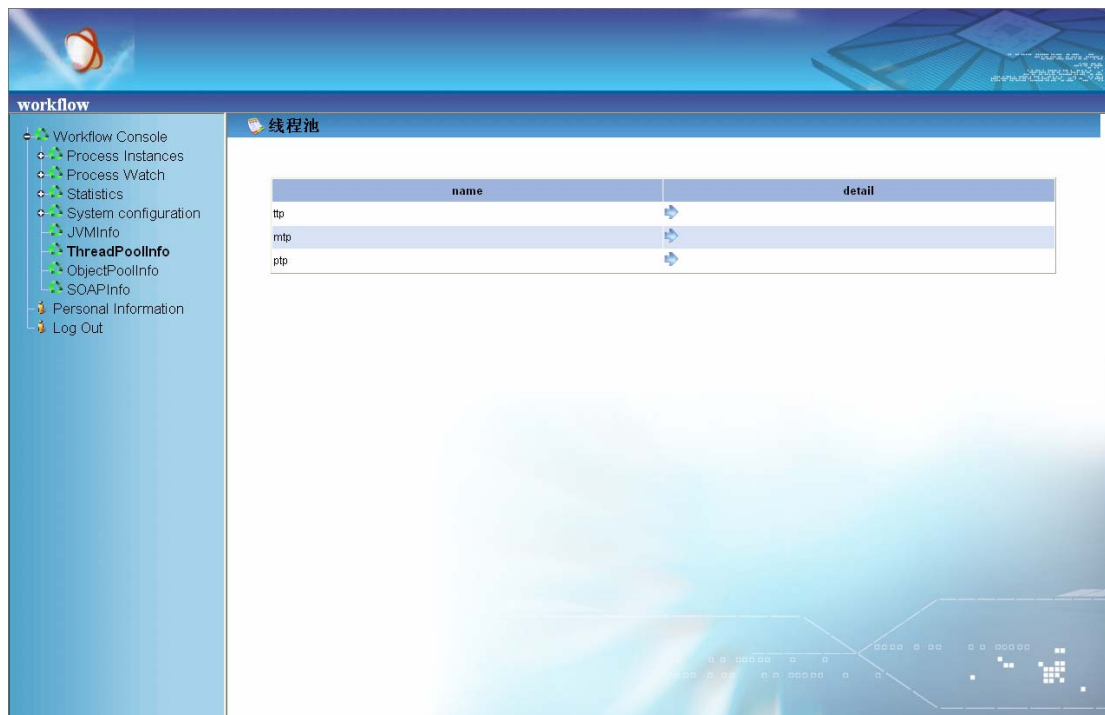 workflow
Workflow Console
Process Instances
Process Watch
Statistics
System configuration
JVMInfo
ThreadPoolInfo
ObjectPoolInfo
SOAPInfo
Personal Information
Log Out
线程池
name detail
ttp
mtp
ptp